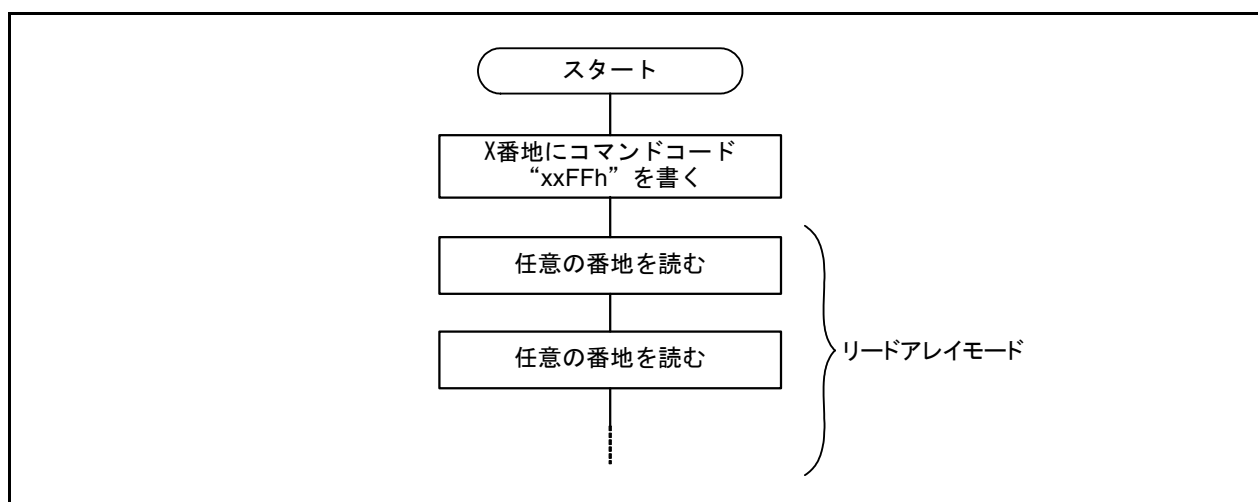 スタート
X番地にコマンドコード
“xxFFh”を書く
任意の番地を読む
任意の番地を読む
リードアレイモード